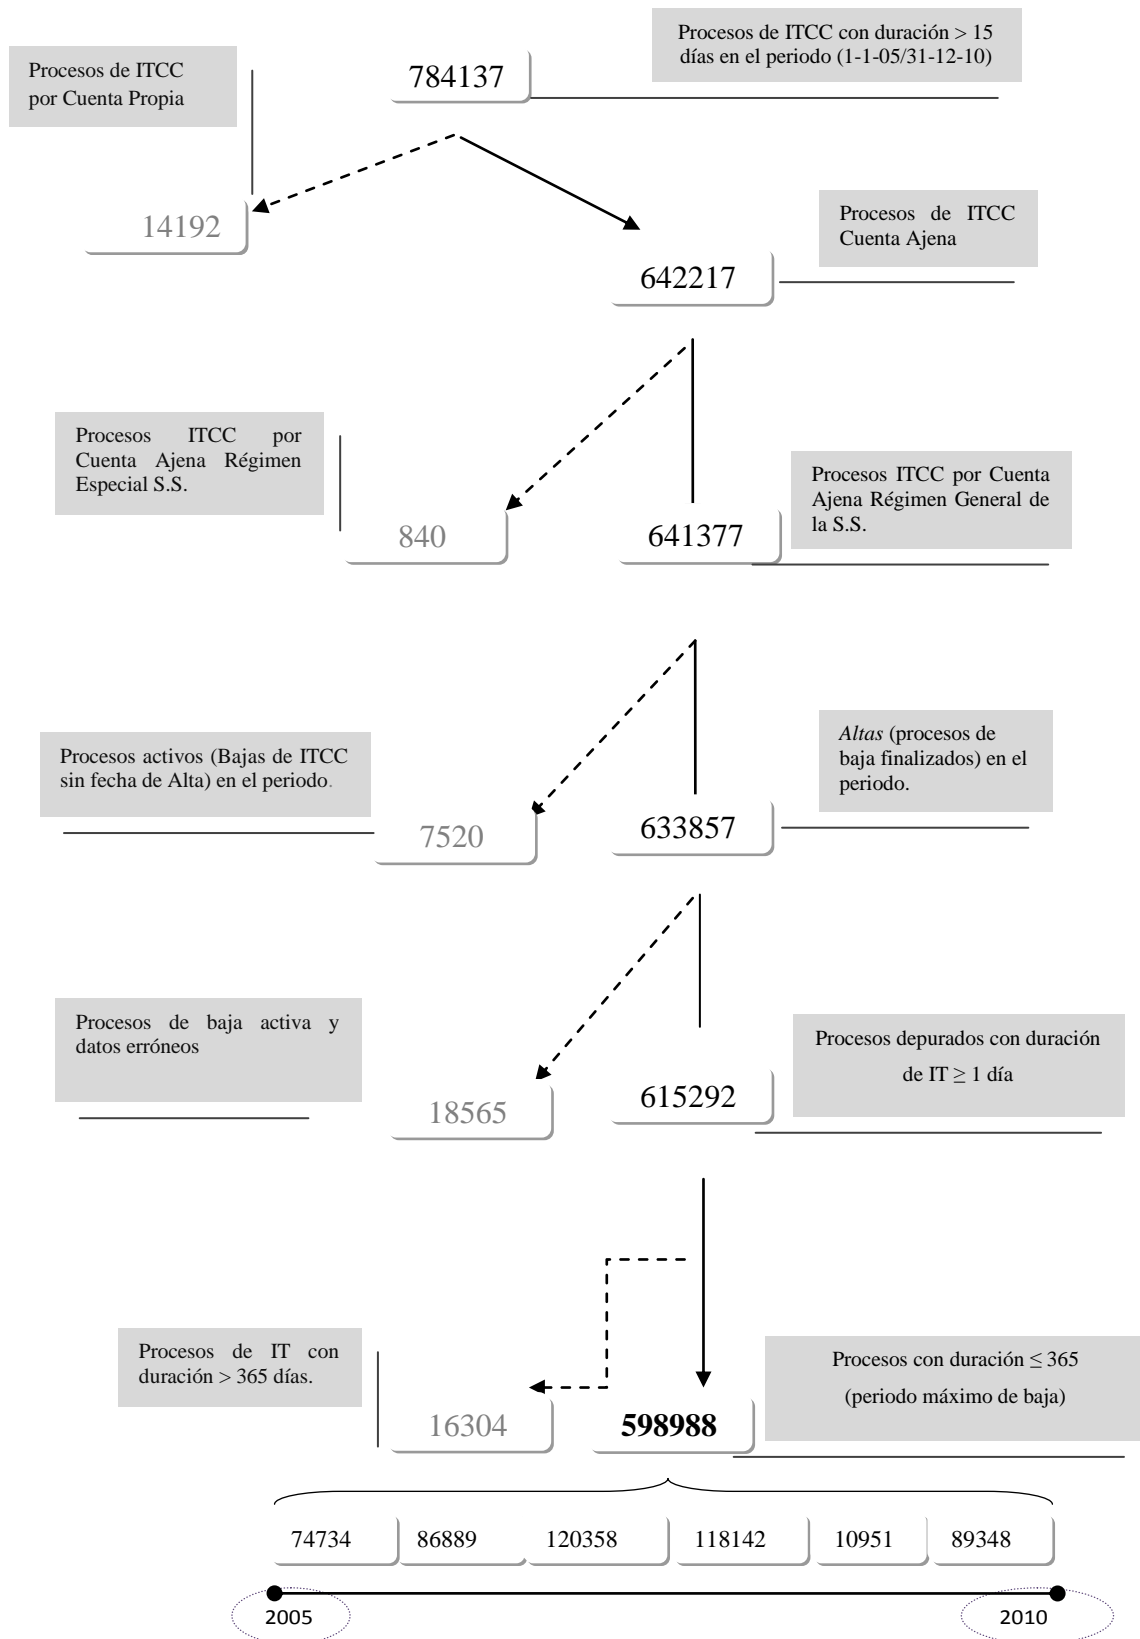 Procesos de ITCC con duración > 15
días en el periodo (1-1-05/31-12-10)
784137
Procesos de ITCC
por Cuenta Propia
14192
Procesos de ITCC
Cuenta Ajena
642217
Procesos ITCC por
Cuenta Ajena Régimen
Especial S.S.
840
Procesos ITCC por Cuenta
Ajena Régimen General de
la S.S.
641377
Procesos activos (Bajas de ITCC
sin fecha de Alta) en el periodo.
7520
Altas (procesos de
baja finalizados) en el
periodo.
633857
Procesos de baja activa y
datos erróneos
18565
Procesos depurados con duración
de IT ≥ 1 día
615292
Procesos de IT con
duración > 365 días.
16304
Procesos con duración ≤ 365
(periodo máximo de baja)
598988
74734 86889 120358 118142 10951 89348
2005 2010